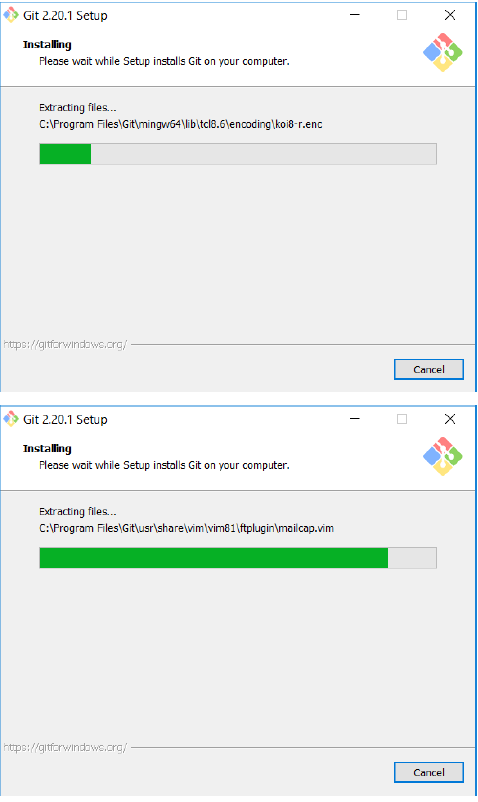 Git 2.20.1 Setup
Installing
Please wait while Setup installs Git on your computer.
Extracting files...
C:\Program Files\Git\mingw64\lib\tcl8.6\encoding\koi8-r.enc
https://gitforwindows.org/
Cancel
Git 2.20.1 Setup
Installing
Please wait while Setup installs Git on your computer.
Extracting files...
C:\Program Files\Git\usr\share\vim\vim81\ftplugin\mailcap.vim
https://gitforwindows.org/
Cancel